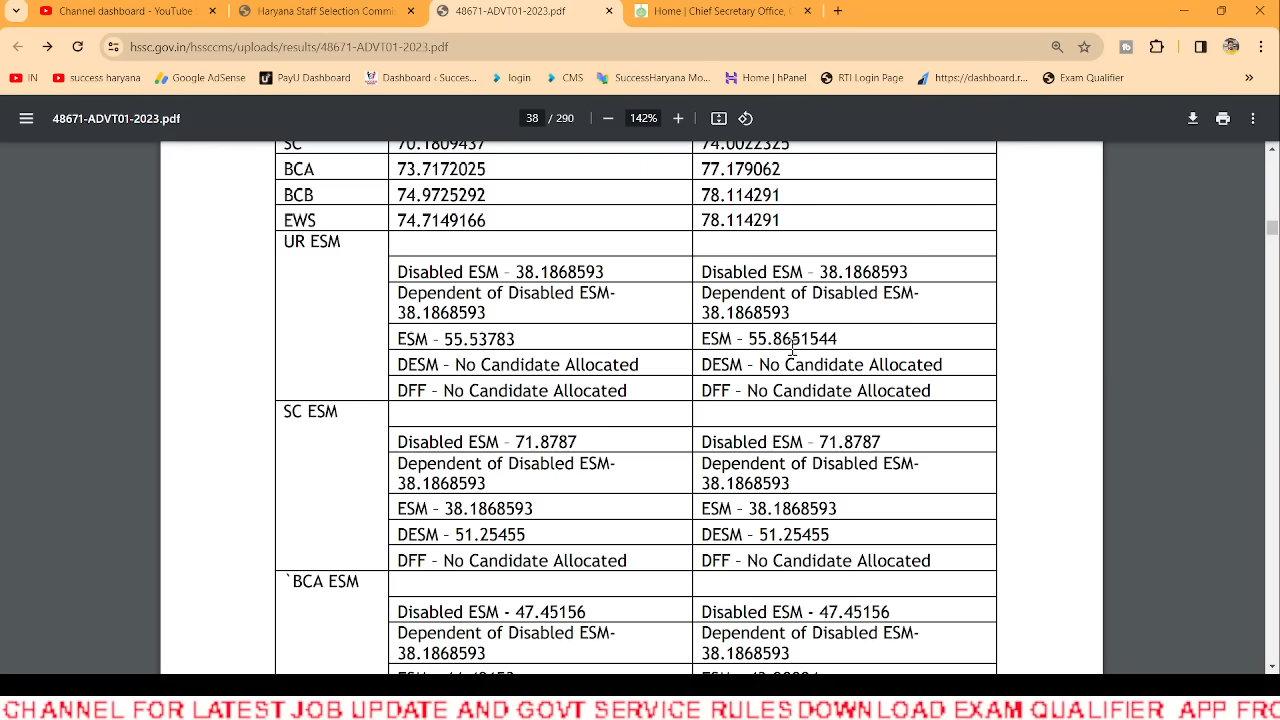 Channel dashboard - YouTube
Haryana Staff Selection Commi
48671-ADVT01-2023.pdf
Home | Chief Secretary Office,
hssc.gov.in/hssccms/uploads/results/48671-ADVT01-2023.pdf
IN
success haryana
Google AdSense
PayU Dashboard
Dashboard ‹ Succes...
login
CMS
SuccessHaryana Mo...
Home | hPanel
RTI Login Page
https://dashboard.r...
Exam Qualifier
»
48671-ADVT01-2023.pdf
38 / 290
142%
SC 70.1809437 74.0022325
BCA 73.7172025 77.179062
BCB 74.9725292 78.114291
EWS 74.7149166 78.114291
UR ESM
Disabled ESM – 38.1868593 Disabled ESM – 38.1868593
Dependent of Disabled ESM- Dependent of Disabled ESM-
38.1868593 38.1868593
ESM – 55.53783 ESM – 55.8651544
DESM – No Candidate Allocated DESM – No Candidate Allocated
DFF – No Candidate Allocated DFF – No Candidate Allocated
SC ESM
Disabled ESM – 71.8787 Disabled ESM – 71.8787
Dependent of Disabled ESM- Dependent of Disabled ESM-
38.1868593 38.1868593
ESM – 38.1868593 ESM – 38.1868593
DESM – 51.25455 DESM – 51.25455
DFF – No Candidate Allocated DFF – No Candidate Allocated
`BCA ESM
Disabled ESM - 47.45156 Disabled ESM - 47.45156
Dependent of Disabled ESM- Dependent of Disabled ESM-
38.1868593 38.1868593
CHANNEL FOR LATEST JOB UPDATE AND GOVT SERVICE RULES DOWNLOAD EXAM QUALIFIER APP FRO